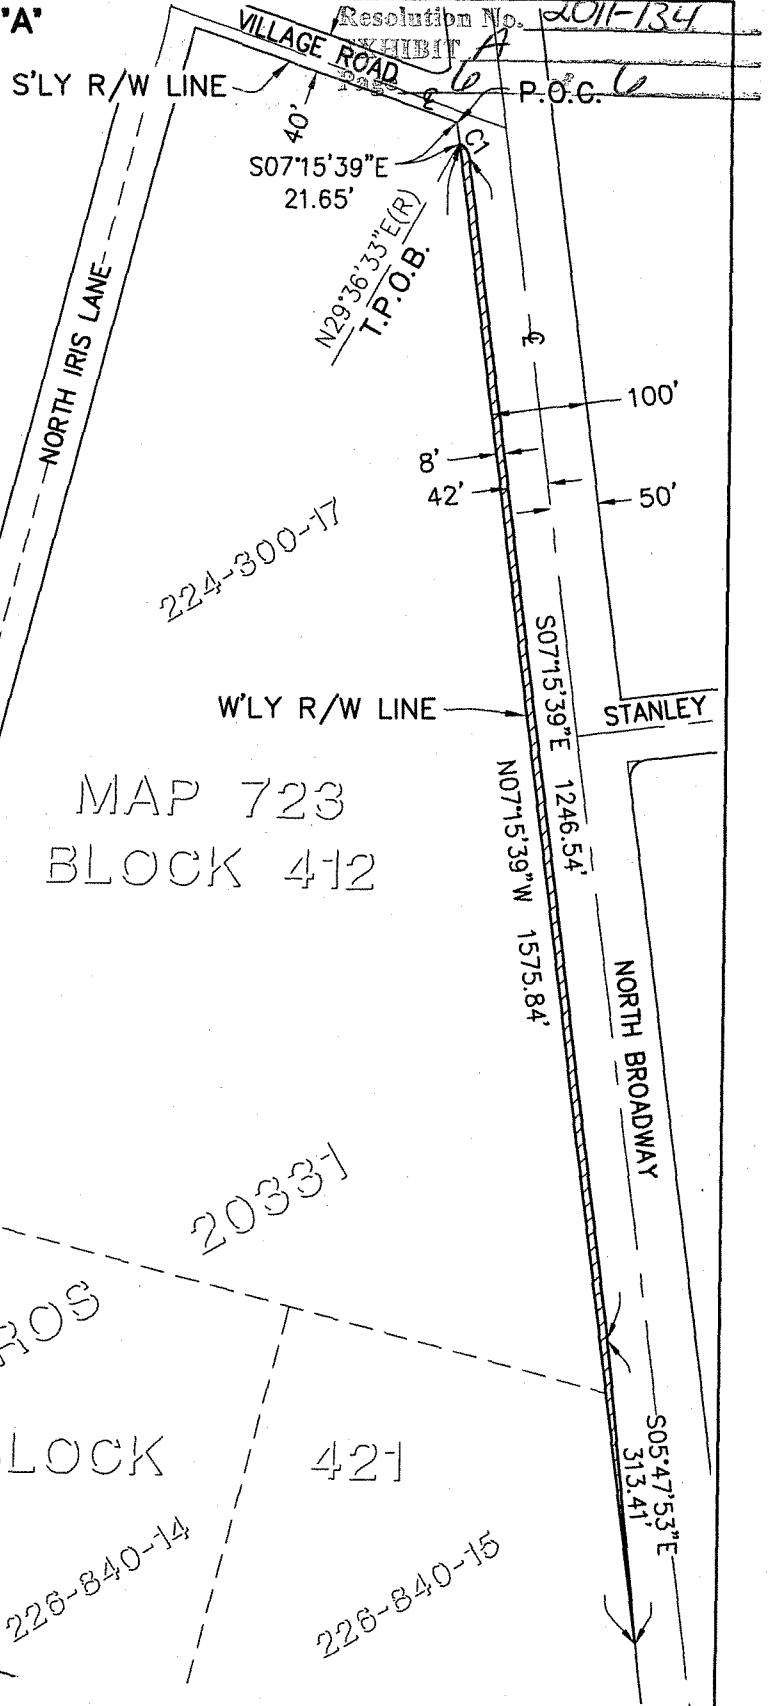 "A"
Resolution No. 2011-134
EXHIBIT A
Page 6 of 6
VILLAGE ROAD
S'LY R/W LINE
℄
P.O.C.
40'
C1
S07°15'39"E
21.65'
N29°36'33"E(R)
T.P.O.B.
NORTH IRIS LANE
℄
100'
8'
42'
50'
224-300-17
S07°15'39"E 1246.54'
W'LY R/W LINE
STANLEY
N07°15'39"W 1575.84'
MAP 723
BLOCK 412
NORTH BROADWAY
20331
ROS
LOCK 421
S05°47'53"E
313.41'
226-840-14
226-840-15